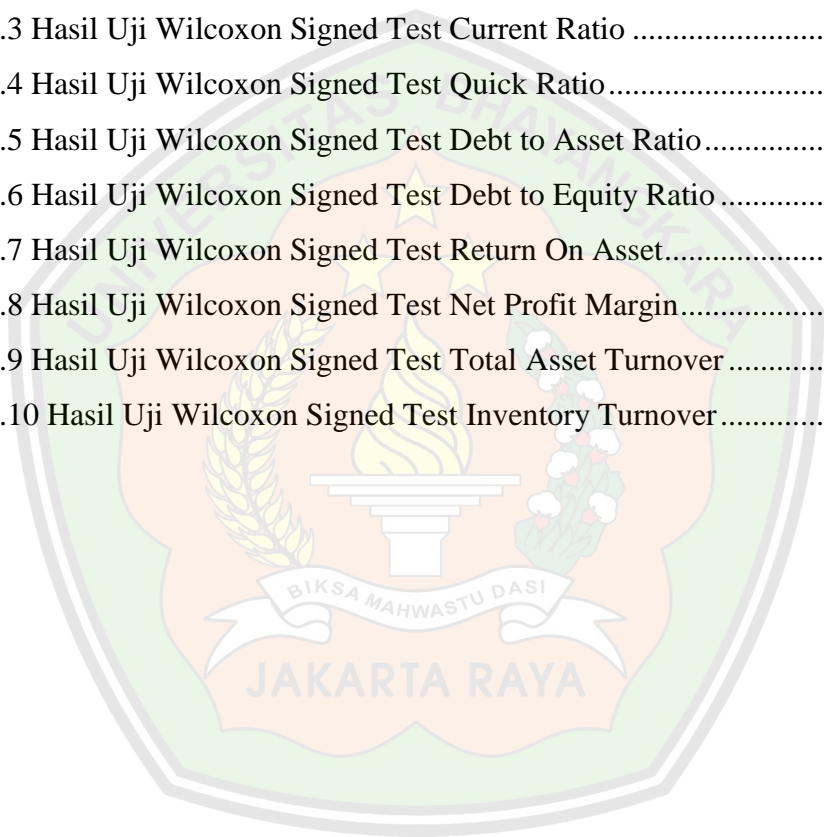 .3 Hasil Uji Wilcoxon Signed Test Current Ratio ........................
.4 Hasil Uji Wilcoxon Signed Test Quick Ratio...........................
.5 Hasil Uji Wilcoxon Signed Test Debt to Asset Ratio...............
.6 Hasil Uji Wilcoxon Signed Test Debt to Equity Ratio .............
.7 Hasil Uji Wilcoxon Signed Test Return On Asset....................
.8 Hasil Uji Wilcoxon Signed Test Net Profit Margin..................
.9 Hasil Uji Wilcoxon Signed Test Total Asset Turnover ............
.10 Hasil Uji Wilcoxon Signed Test Inventory Turnover .............
UNIVERSITAS BHAYANGKARA
BIKSA MAHWASTU DASI
JAKARTA RAYA